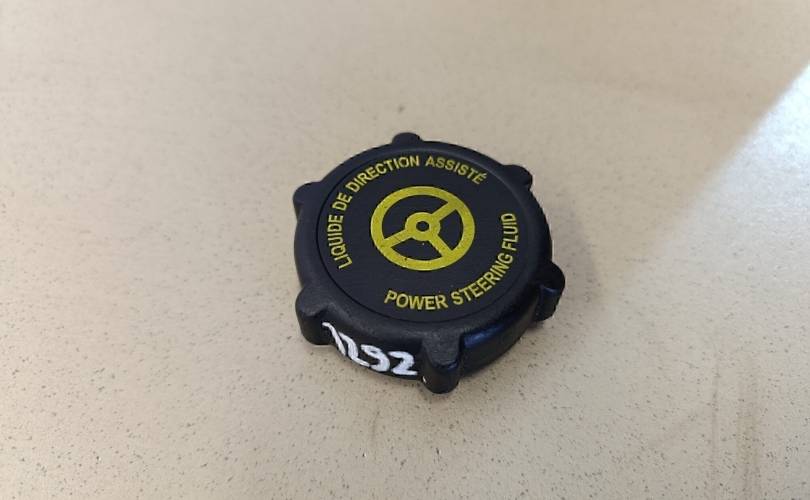 LIQUIDE DE DIRECTION ASSISTÉ
POWER STEERING FLUID
1292